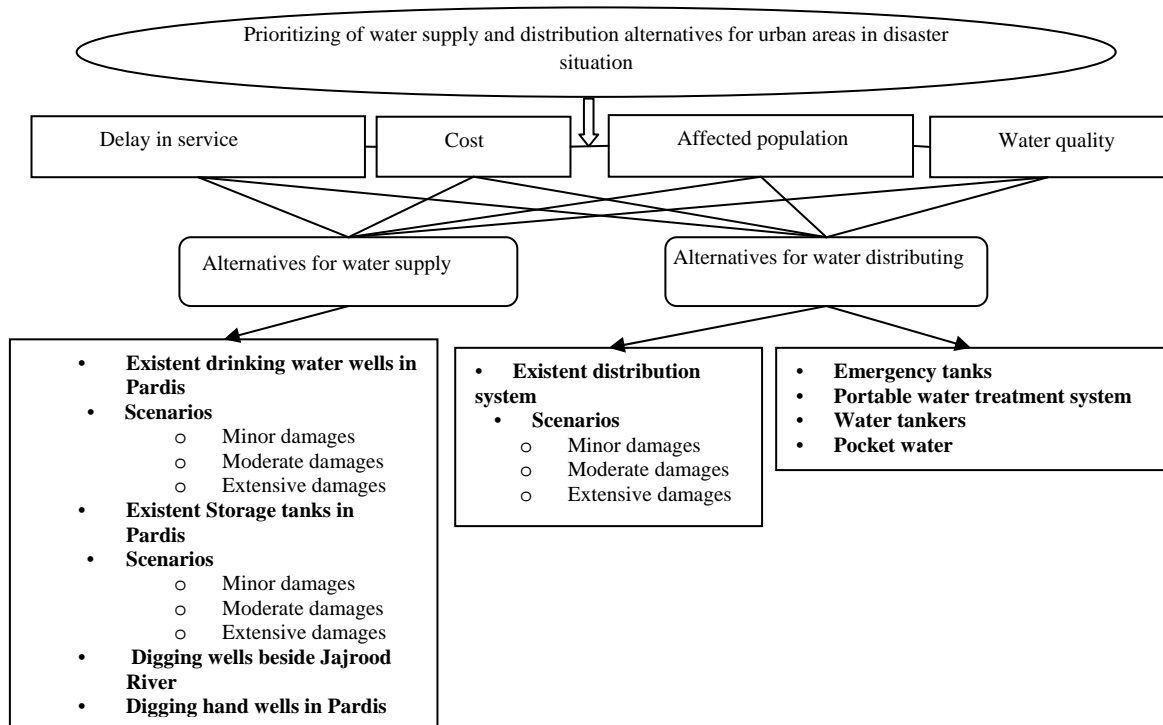 Prioritizing of water supply and distribution alternatives for urban areas in disaster
situation
Delay in service
Cost
Affected population
Water quality
Alternatives for water supply
Alternatives for water distributing
• Existent drinking water wells in
Pardis
• Scenarios
o Minor damages
o Moderate damages
o Extensive damages
• Existent Storage tanks in
Pardis
• Scenarios
o Minor damages
o Moderate damages
o Extensive damages
• Digging wells beside Jajrood
River
• Digging hand wells in Pardis
• Existent distribution
system
• Scenarios
o Minor damages
o Moderate damages
o Extensive damages
• Emergency tanks
• Portable water treatment system
• Water tankers
• Pocket water